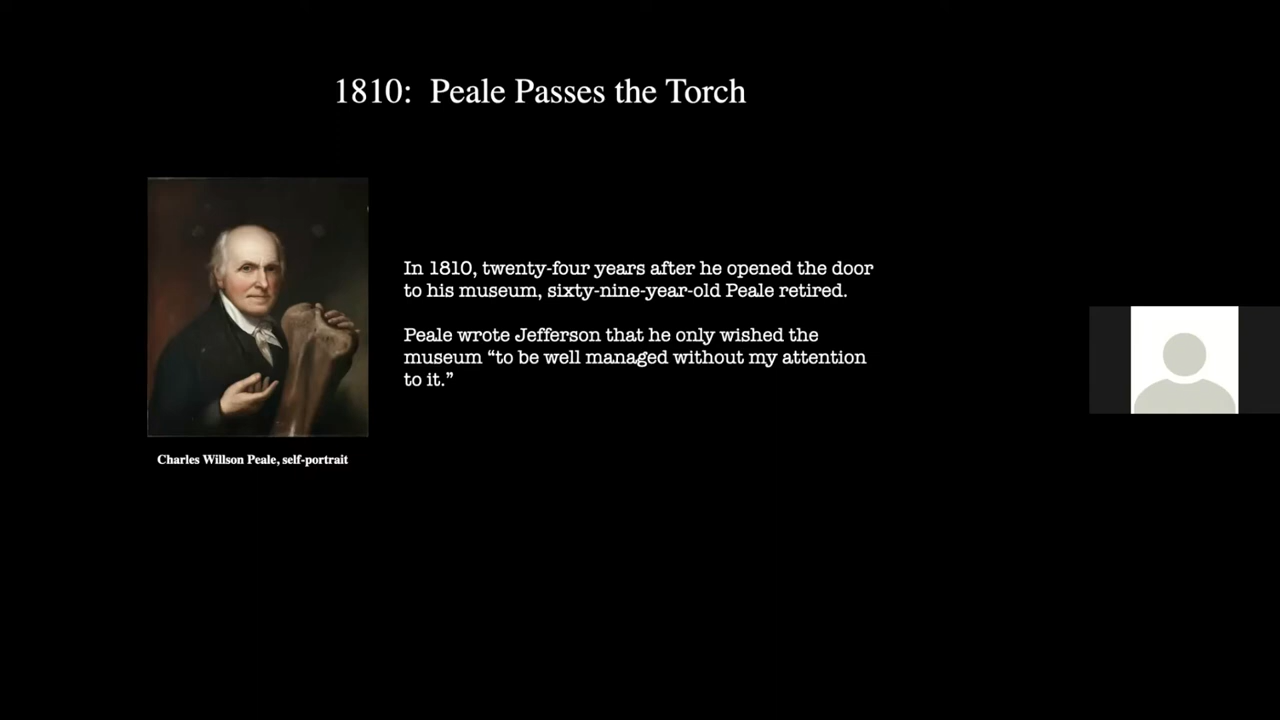 1810:  Peale Passes the Torch
In 1810, twenty-four years after he opened the door
to his museum, sixty-nine-year-old Peale retired.
Peale wrote Jefferson that he only wished the
museum “to be well managed without my attention
to it.”
Charles Willson Peale, self-portrait